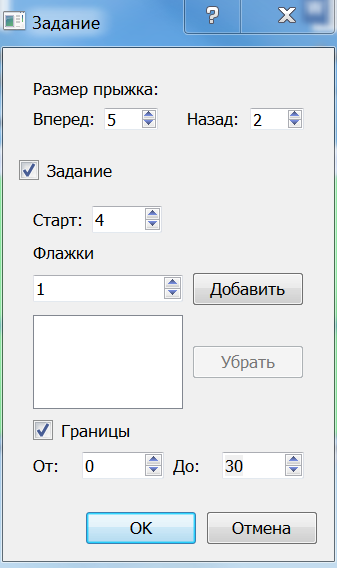 Задание
Размер прыжка:
Вперед: 5 Назад: 2
Задание
Старт: 4
Флажки
1 Добавить
Убрать
Границы
От: 0 До: 30
OK Отмена